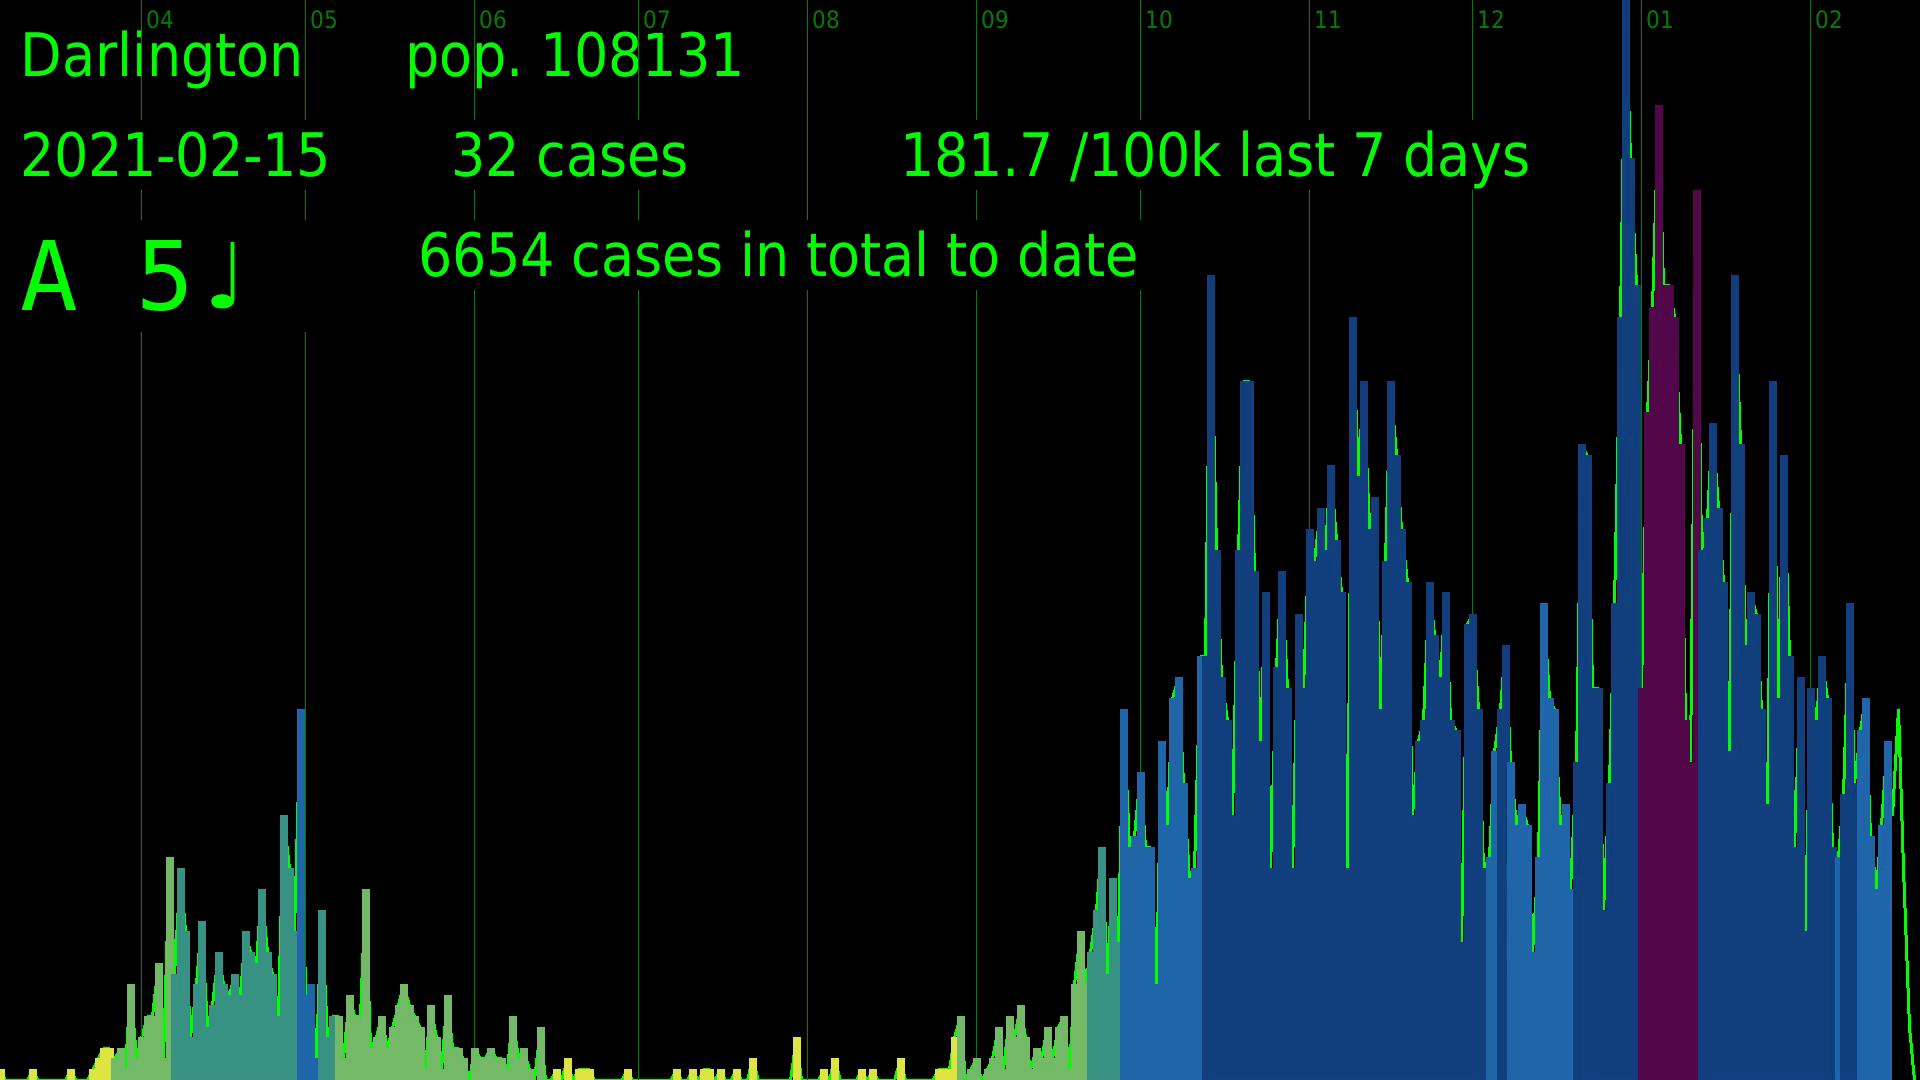 04 05 06 07 08 09 10 11 12 01 02
Darlington pop. 108131
2021-02-15 32 cases 181.7 /100k last 7 days
A 5♩ 6654 cases in total to date